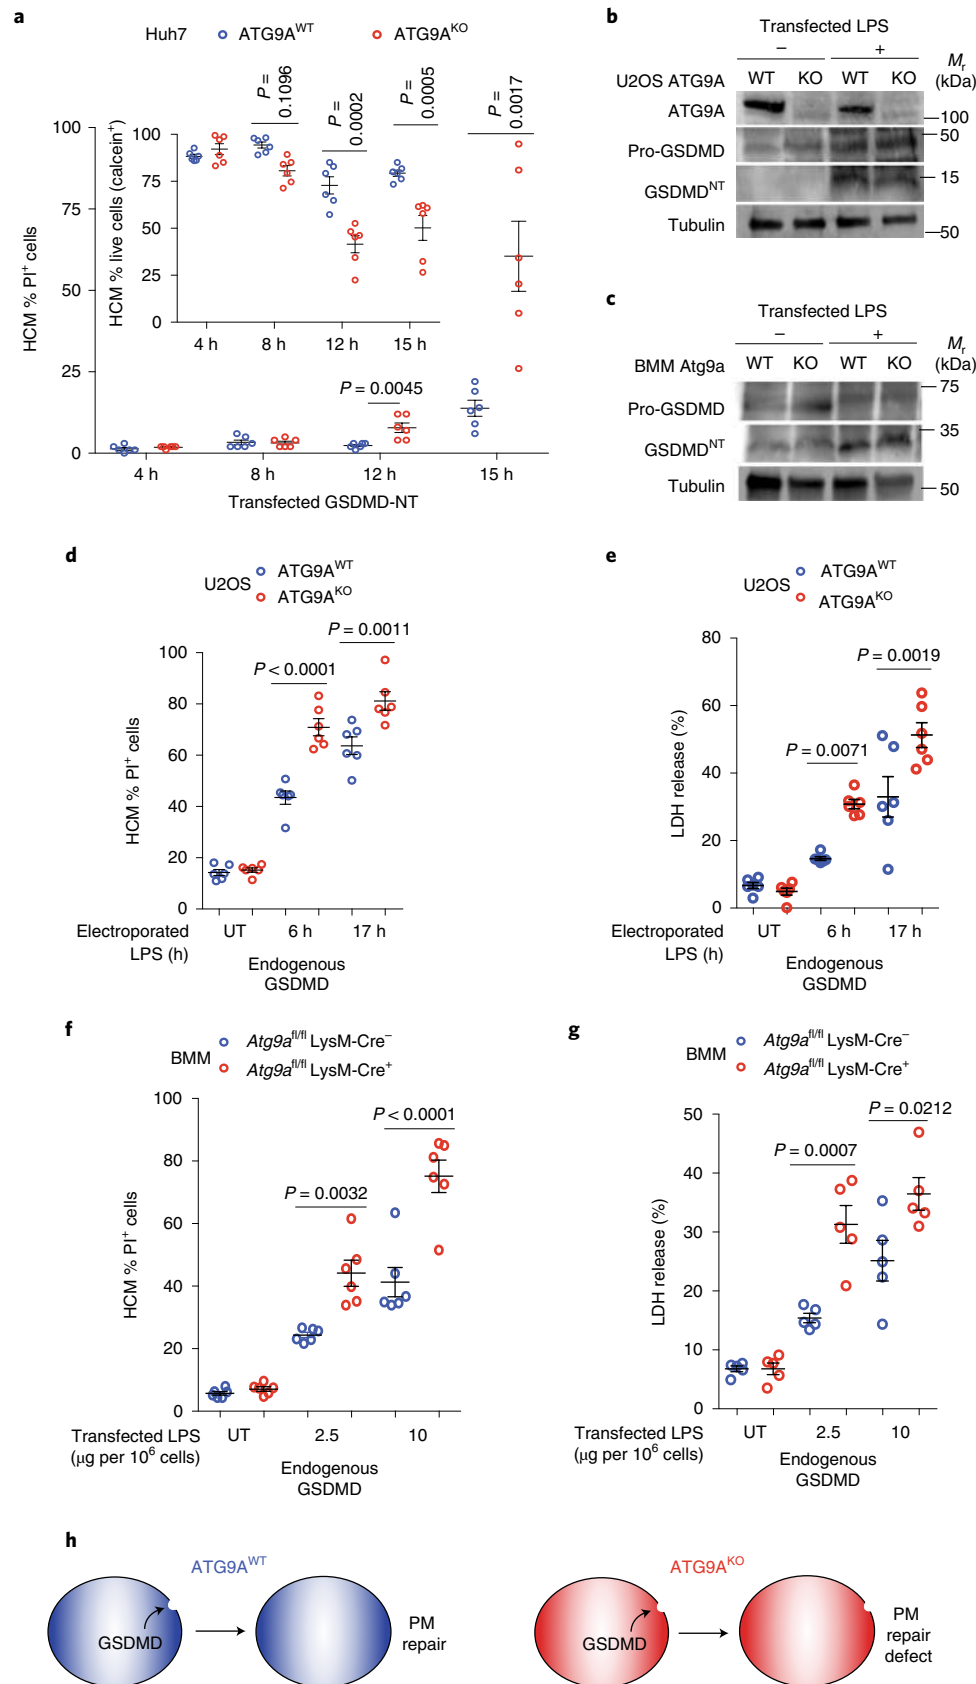 a
Huh7 ATG9A^WT ATG9A^KO
HCM % PI+ cells
100
75
50
25
0
HCM % live cells (calcein+)
100
75
50
25
0
P = 0.1096
P = 0.0002
P = 0.0005
P = 0.0017
4 h 8 h 12 h 15 h
P = 0.0045
4 h 8 h 12 h 15 h
Transfected GSDMD-NT
b
Transfected LPS
– +
Mr (kDa)
U2OS ATG9A WT KO WT KO
ATG9A
100
Pro-GSDMD
50
GSDMD^NT
15
Tubulin
50
c
Transfected LPS
– +
Mr (kDa)
BMM Atg9a WT KO WT KO
75
Pro-GSDMD
35
GSDMD^NT
Tubulin
50
d
U2OS
ATG9A^WT
ATG9A^KO
HCM % PI+ cells
100
80
60
40
20
0
P < 0.0001
P = 0.0011
Electroporated LPS (h)
UT 6 h 17 h
Endogenous
GSDMD
e
U2OS
ATG9A^WT
ATG9A^KO
LDH release (%)
80
60
40
20
0
P = 0.0071
P = 0.0019
Electroporated LPS (h)
UT 6 h 17 h
Endogenous
GSDMD
f
BMM
Atg9a^fl/fl LysM-Cre–
Atg9a^fl/fl LysM-Cre+
HCM % PI+ cells
100
80
60
40
20
0
P = 0.0032
P < 0.0001
Transfected LPS
(μg per 10^6 cells)
UT 2.5 10
Endogenous
GSDMD
g
BMM
Atg9a^fl/fl LysM-Cre–
Atg9a^fl/fl LysM-Cre+
LDH release (%)
50
40
30
20
10
0
P = 0.0007
P = 0.0212
Transfected LPS
(μg per 10^6 cells)
UT 2.5 10
Endogenous
GSDMD
h
ATG9A^WT
GSDMD
PM
repair
ATG9A^KO
GSDMD
PM
repair
defect